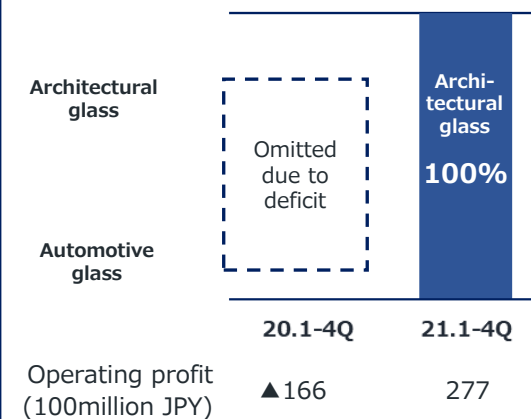 Architectural
glass
Automotive
glass
Omitted
due to
deficit
Archi-
tectural
glass
100%
20.1-4Q
21.1-4Q
Operating profit
(100million JPY)
▲166
277